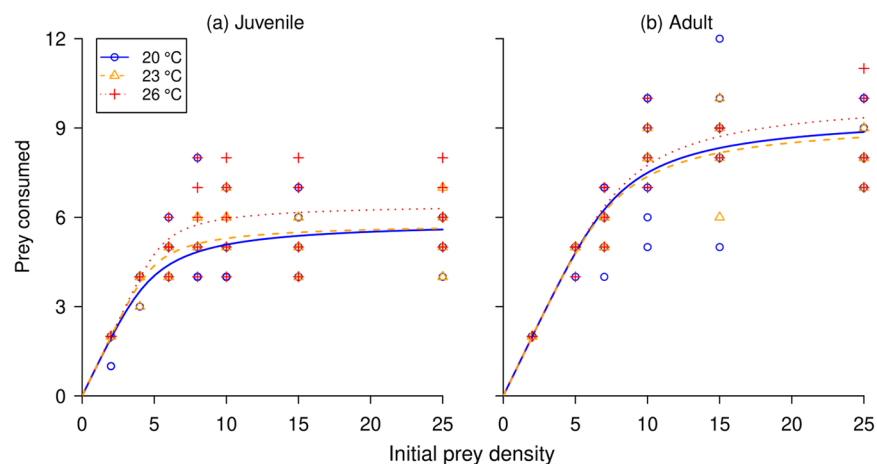 (a) Juvenile
(b) Adult
12
9
6
3
0
20 °C
23 °C
26 °C
Prey consumed
0 5 10 15 20 25
0 5 10 15 20 25
Initial prey density